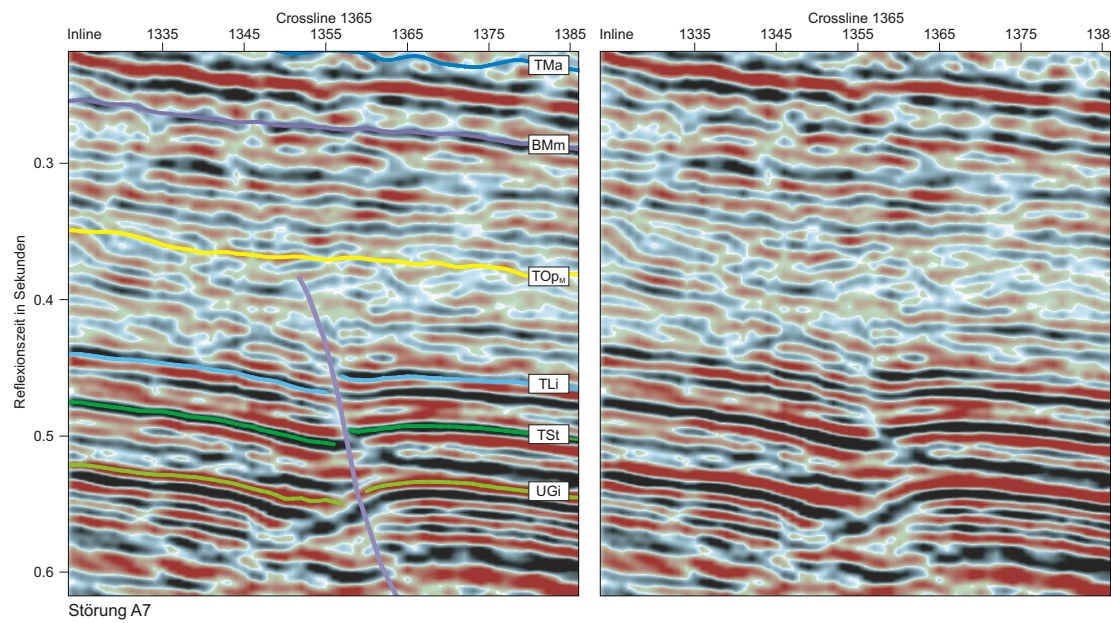 Crossline 1365
Inline 1335 1345 1355 1365 1375 1385
TMa
BMm
0.3
TOpM
0.4
TLi
TSt
0.5
UGi
0.6
Reflexionszeit in Sekunden
Störung A7
Crossline 1365
Inline 1335 1345 1355 1365 1375 138